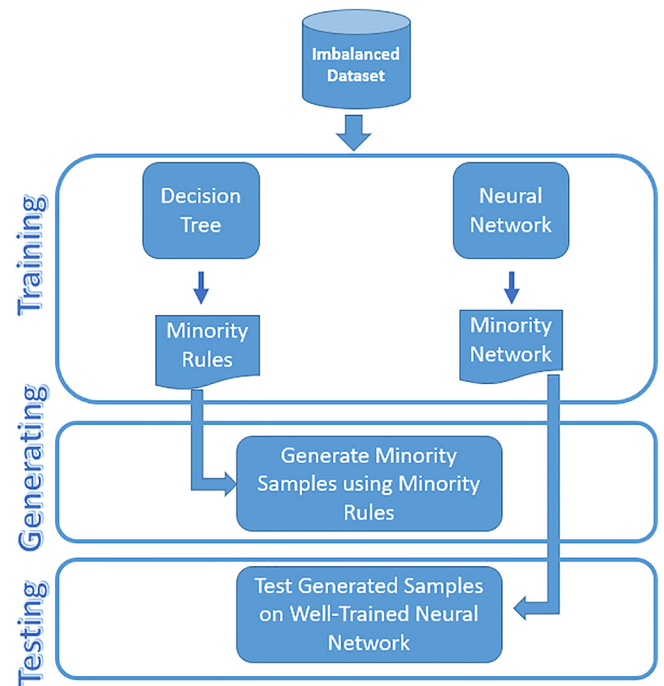 Imbalanced
Dataset
Training
Decision
Tree
Neural
Network
Minority
Rules
Minority
Network
Generating
Generate Minority
Samples using Minority
Rules
Testing
Test Generated Samples
on Well-Trained Neural
Network